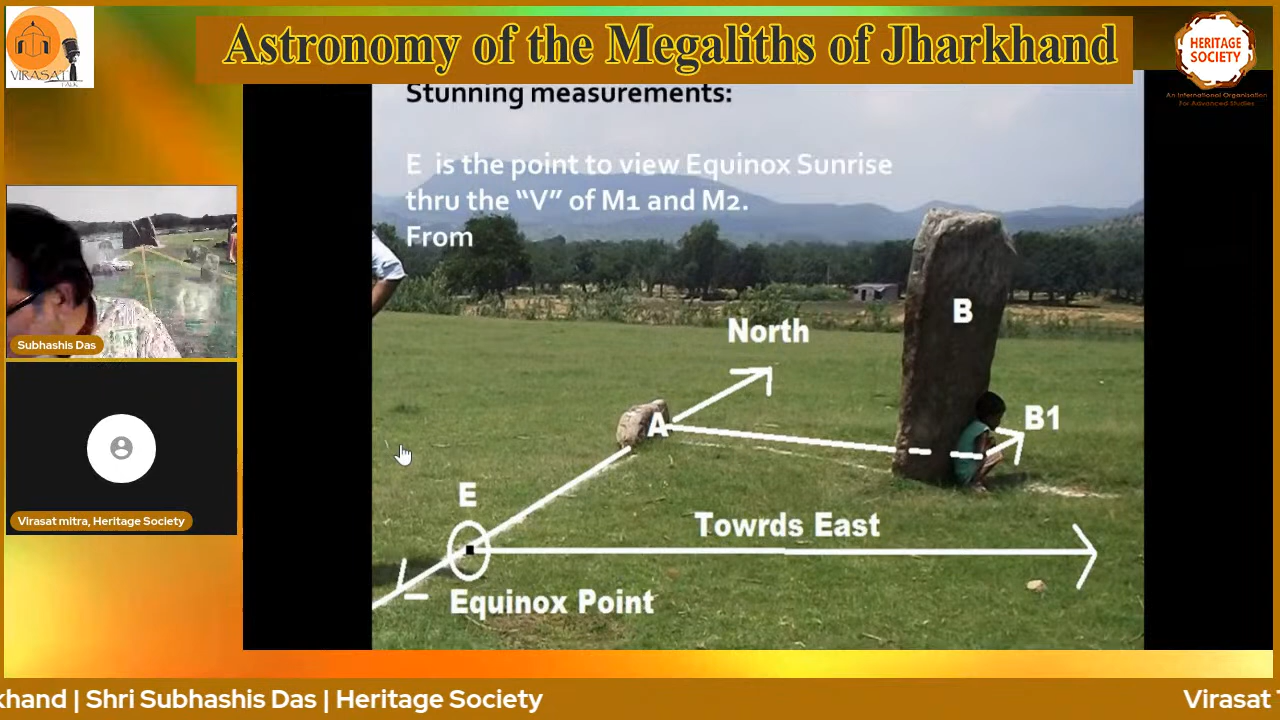 Astronomy of the Megaliths of Jharkhand
VIRASAT
TALK
HERITAGE
SOCIETY
An International Organisation
For Advanced Studies
Stunning measurements:
E is the point to view Equinox Sunrise
thru the “V” of M1 and M2.
From
North
B
A
B1
E
Towrds East
Equinox Point
Subhashis Das
Virasat mitra, Heritage Society
khand | Shri Subhashis Das | Heritage Society
Virasat